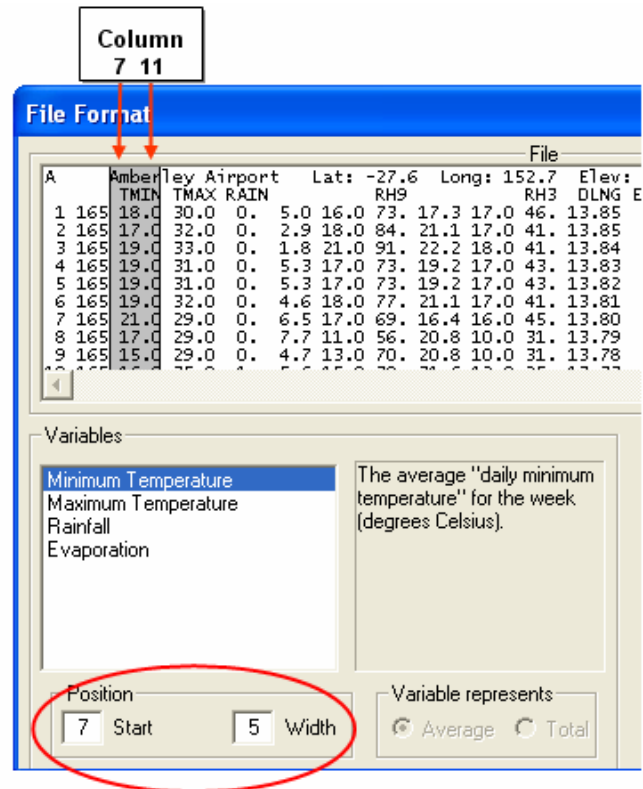 Column
7 11
File Format
File
A Amberley Airport Lat: -27.6 Long: 152.7 Elev:
TMIN TMAX RAIN RH9 RH3 DLNG E
1 165 18.0 30.0 0. 5.0 16.0 73. 17.3 17.0 46. 13.85
2 165 17.0 32.0 0. 2.9 18.0 84. 21.1 17.0 41. 13.85
3 165 19.0 33.0 0. 1.8 21.0 91. 22.2 18.0 41. 13.84
4 165 19.0 31.0 0. 5.3 17.0 73. 19.2 17.0 43. 13.83
5 165 19.0 31.0 0. 5.3 17.0 73. 19.2 17.0 43. 13.82
6 165 19.0 32.0 0. 4.6 18.0 77. 21.1 17.0 41. 13.81
7 165 21.0 29.0 0. 6.5 17.0 69. 16.4 16.0 45. 13.80
8 165 17.0 29.0 0. 7.7 11.0 56. 20.8 10.0 31. 13.79
9 165 15.0 29.0 0. 4.7 13.0 70. 20.8 10.0 31. 13.78
Variables
Minimum Temperature
Maximum Temperature
Rainfall
Evaporation
The average "daily minimum
temperature" for the week
(degrees Celsius).
Position
7 Start 5 Width
Variable represents
Average Total